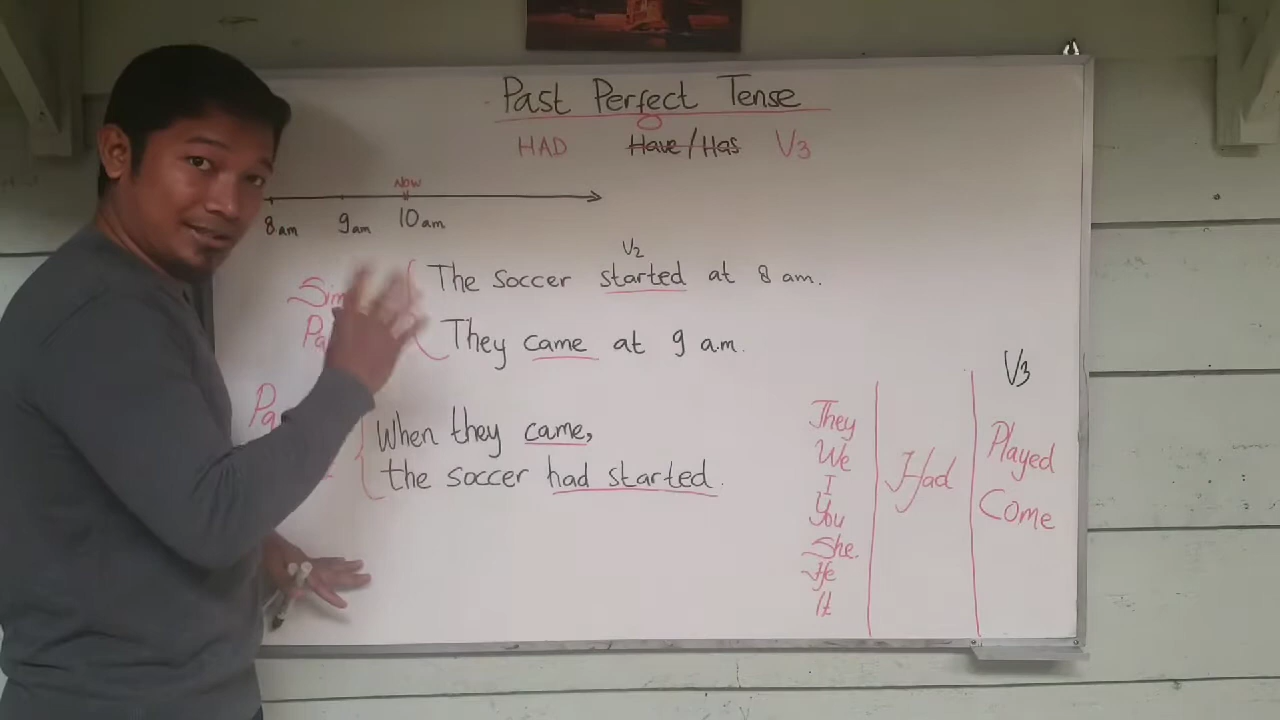 Past Perfect Tense
HAD Have/Has V3
NOW
8am 9am 10am
V2
The soccer started at 8 am.
They came at 9 a.m.
When they came,
the soccer had started.
V3
They
We
I
You
She.
He
It
Had
Played
Come